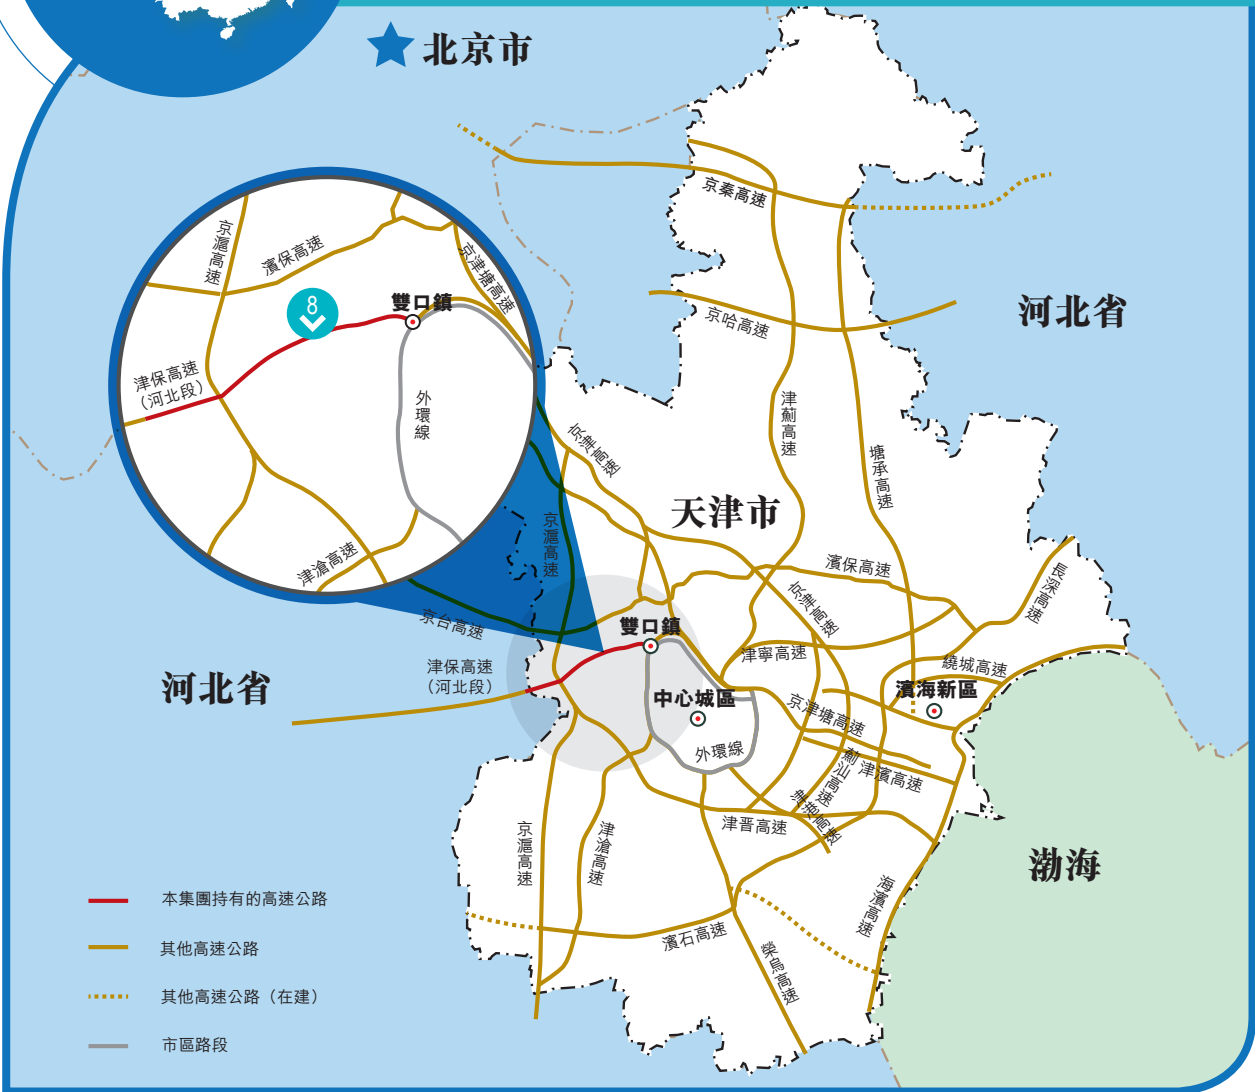 北京市
京秦高速
京滬高速
濱保高速
京津塘高速
8
雙口鎮
津保高速
（河北段）
外環線
津滄高速
河北省
京哈高速
津薊高速
塘承高速
京津高速
天津市
京滬高速
濱保高速
京津高速
長深高速
京台高速
雙口鎮
津寧高速
繞城高速
津保高速
（河北段）
河北省
中心城區
濱海新區
京津塘高速
外環線
薊汕高速
津濱高速
津港高速
津晋高速
京滬高速
津滄高速
渤海
海濱高速
濱石高速
榮烏高速
本集團持有的高速公路
其他高速公路
其他高速公路（在建）
市區路段